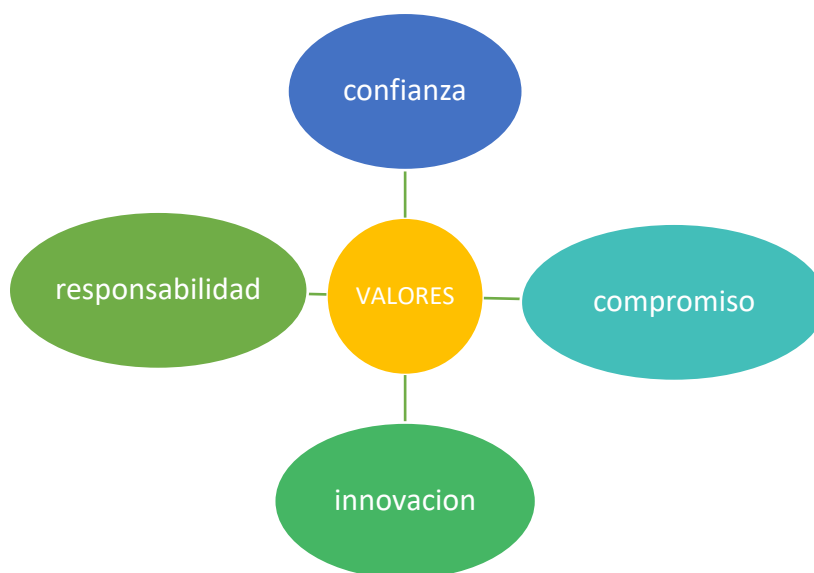 confianza
responsabilidad
VALORES
compromiso
innovacion